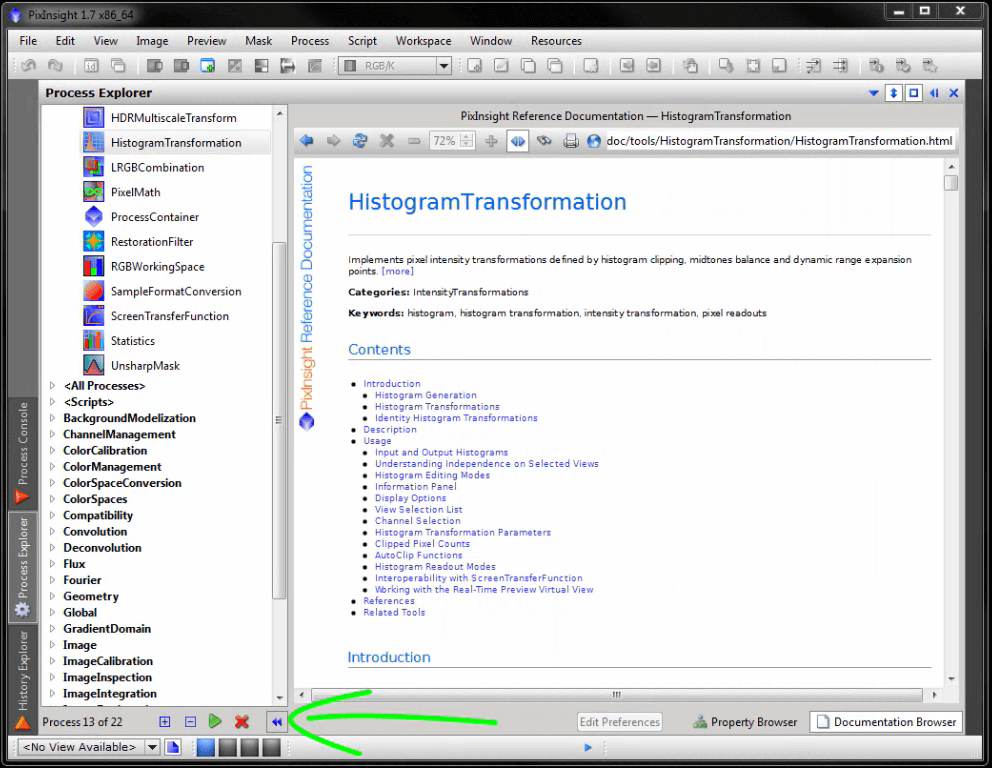 PixInsight 1.7 x86_64
File Edit View Image Preview Mask Process Script Workspace Window Resources
RGB/K
Process Explorer
HDRMultiscaleTransform
HistogramTransformation
LRGBCombination
PixelMath
ProcessContainer
RestorationFilter
RGBWorkingSpace
SampleFormatConversion
ScreenTransferFunction
Statistics
UnsharpMask
<All Processes>
<Scripts>
BackgroundModelization
ChannelManagement
ColorCalibration
ColorManagement
ColorSpaceConversion
ColorSpaces
Compatibility
Convolution
Deconvolution
Flux
Fourier
Geometry
Global
GradientDomain
Image
ImageCalibration
ImageInspection
ImageIntegration
Process 13 of 22
PixInsight Reference Documentation — HistogramTransformation
72%
doc/tools/HistogramTransformation/HistogramTransformation.html
PixInsight Reference Documentation
HistogramTransformation
Implements pixel intensity transformations defined by histogram clipping, midtones balance and dynamic range expansion
points. [more]
Categories: IntensityTransformations
Keywords: histogram, histogram transformation, intensity transformation, pixel readouts
Contents
Introduction
Histogram Generation
Histogram Transformations
Identity Histogram Transformations
Description
Usage
Input and Output Histograms
Understanding Independence on Selected Views
Histogram Editing Modes
Information Panel
Display Options
View Selection List
Channel Selection
Histogram Transformation Parameters
Clipped Pixel Counts
AutoClip Functions
Histogram Readout Modes
Interoperability with ScreenTransferFunction
Working with the Real-Time Preview Virtual View
References
Related Tools
Introduction
Edit Preferences
Property Browser
Documentation Browser
Process Console
Process Explorer
History Explorer
<No View Available>